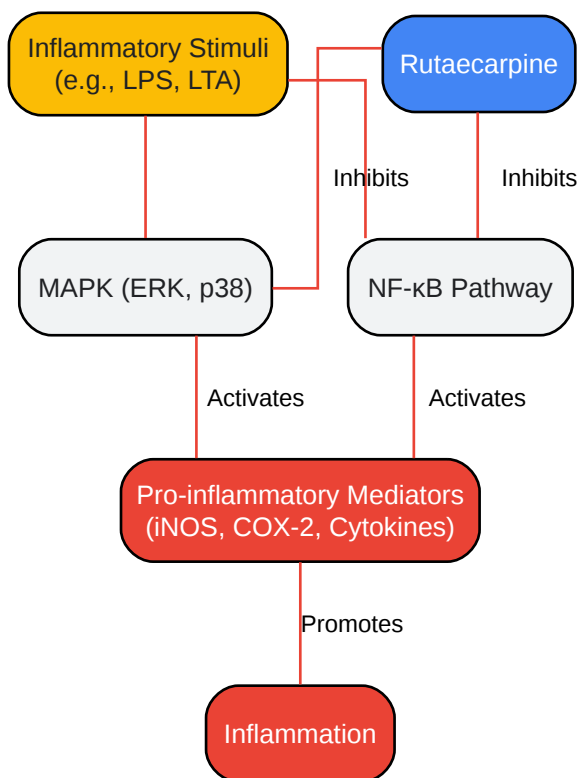 Inflammatory Stimuli
(e.g., LPS, LTA)
Rutaecarpine
Inhibits
Inhibits
MAPK (ERK, p38)
NF-κB Pathway
Activates
Activates
Pro-inflammatory Mediators
(iNOS, COX-2, Cytokines)
Promotes
Inflammation